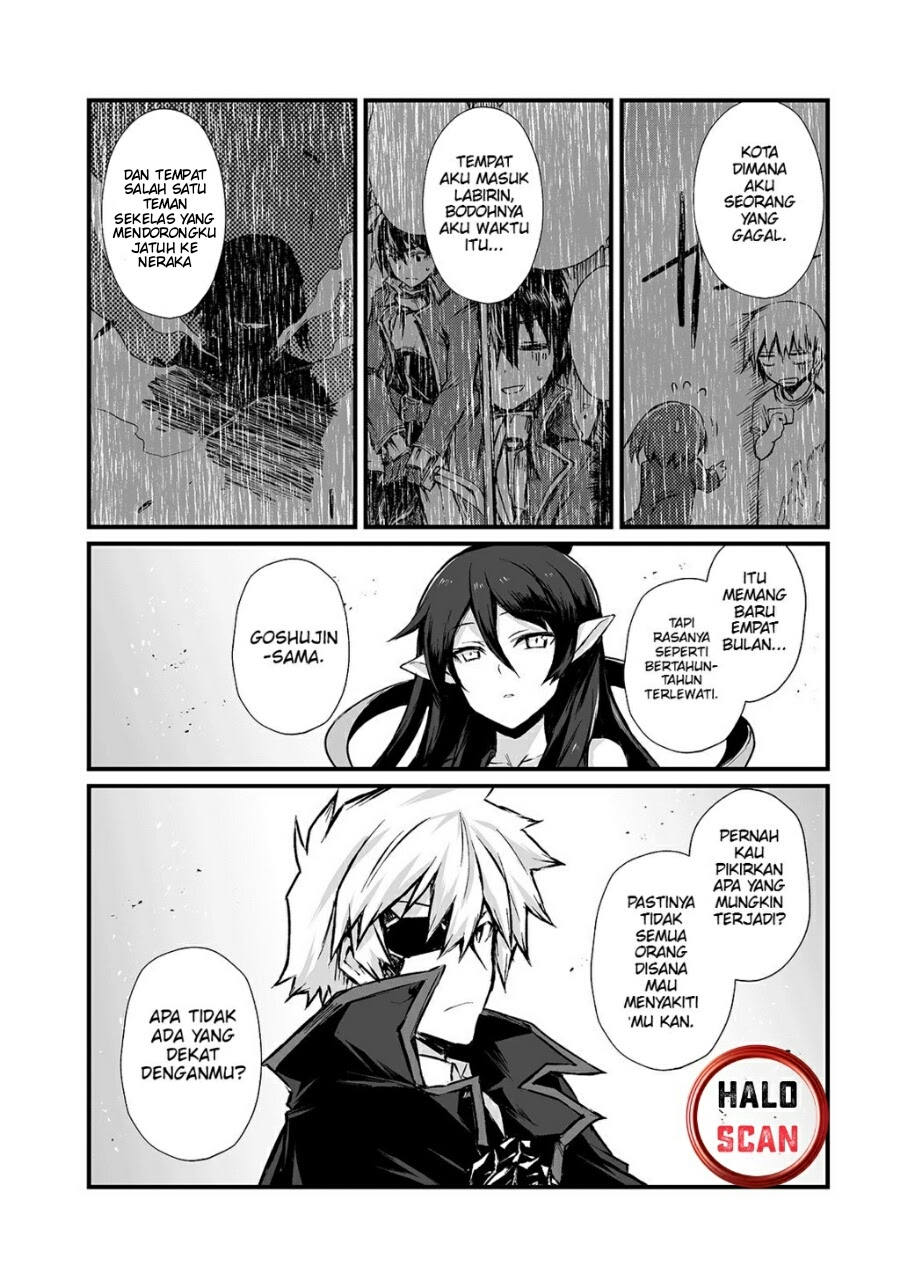 KOTA
DIMANA
AKU
SEORANG
YANG
GAGAL.
TEMPAT
AKU MASUK
LABIRIN,
BODOHNYA
AKU WAKTU
ITU...
DAN TEMPAT
SALAH SATU
TEMAN
SEKELAS YANG
MENDORONGKU
JATUH KE
NERAKA
ITU
MEMANG
BARU
EMPAT
BULAN...
TAPI
RASANYA
SEPERTI
BERTAHUN-
TAHUN
TERLEWATI.
GOSHUJIN
-SAMA.
PERNAH
KAU
PIKIRKAN
APA YANG
MUNGKIN
TERJADI?
PASTINYA
TIDAK
SEMUA
ORANG
DISANA
MAU
MENYAKITI
'MU KAN.
APA TIDAK
ADA YANG
DEKAT
DENGANMU?
HALO
SCAN